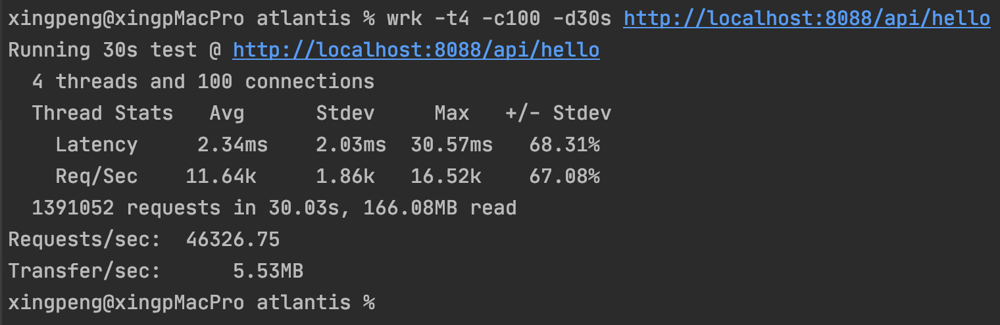 xingpeng@xingpMacPro atlantis % wrk -t4 -c100 -d30s http://localhost:8088/api/hello
Running 30s test @ http://localhost:8088/api/hello
  4 threads and 100 connections
  Thread Stats   Avg      Stdev     Max   +/- Stdev
    Latency     2.34ms    2.03ms  30.57ms   68.31%
    Req/Sec    11.64k     1.86k   16.52k    67.08%
  1391052 requests in 30.03s, 166.08MB read
Requests/sec:  46326.75
Transfer/sec:      5.53MB
xingpeng@xingpMacPro atlantis %